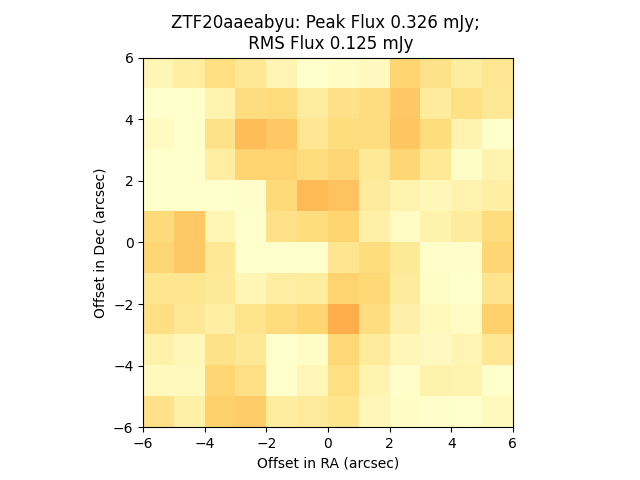 ZTF20aaeabyu: Peak Flux 0.326 mJy;
RMS Flux 0.125 mJy
6
4
2
0
−2
−4
−6
Offset in Dec (arcsec)
−6 −4 −2 0 2 4 6
Offset in RA (arcsec)